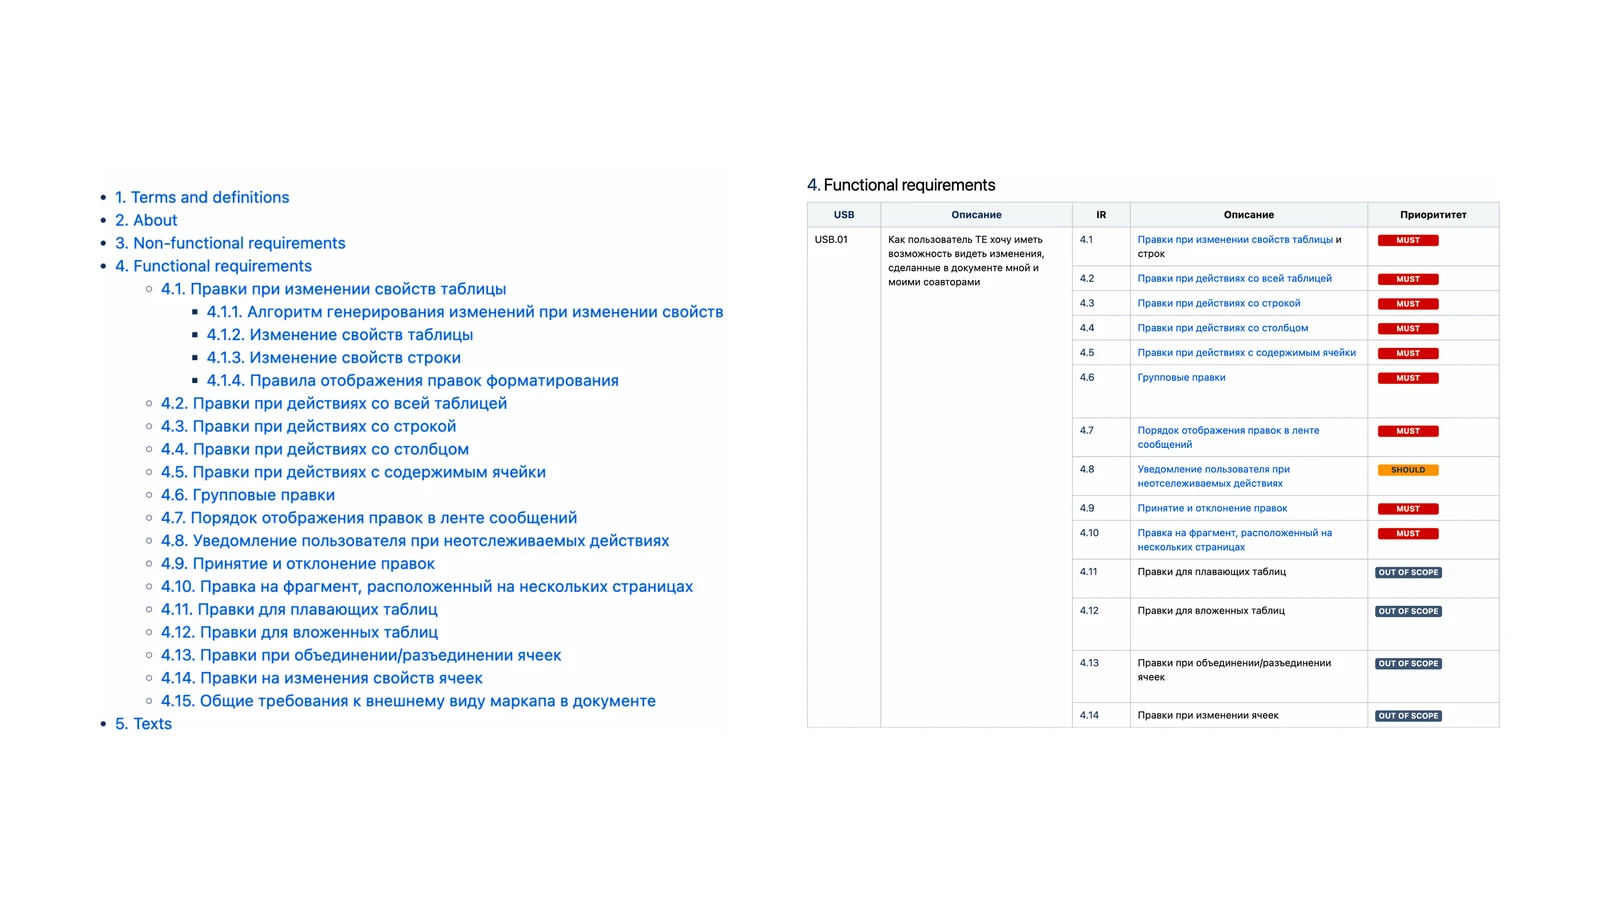 1. Terms and definitions
2. About
3. Non-functional requirements
4. Functional requirements
4.1. Правки при изменении свойств таблицы
4.1.1. Алгоритм генерирования изменений при изменении свойств
4.1.2. Изменение свойств таблицы
4.1.3. Изменение свойств строки
4.1.4. Правила отображения правок форматирования
4.2. Правки при действиях со всей таблицей
4.3. Правки при действиях со строкой
4.4. Правки при действиях со столбцом
4.5. Правки при действиях с содержимым ячейки
4.6. Групповые правки
4.7. Порядок отображения правок в ленте сообщений
4.8. Уведомление пользователя при неотслеживаемых действиях
4.9. Принятие и отклонение правок
4.10. Правка на фрагмент, расположенный на нескольких страницах
4.11. Правки для плавающих таблиц
4.12. Правки для вложенных таблиц
4.13. Правки при объединении/разъединении ячеек
4.14. Правки на изменения свойств ячеек
4.15. Общие требования к внешнему виду маркапа в документе
5. Texts
4. Functional requirements
USB Описание IR Описание Приорититет
USB.01
Как пользователь ТЕ хочу иметь
возможность видеть изменения,
сделанные в документе мной и
моими соавторами
4.1 Правки при изменении свойств таблицы и MUST
строк
4.2 Правки при действиях со всей таблицей MUST
4.3 Правки при действиях со строкой MUST
4.4 Правки при действиях со столбцом MUST
4.5 Правки при действиях с содержимым ячейки MUST
4.6 Групповые правки MUST
4.7 Порядок отображения правок в ленте MUST
сообщений
4.8 Уведомление пользователя при SHOULD
неотсележиваемых действиях
4.9 Принятие и отклонение правок MUST
4.10 Правка на фрагмент, расположенный на MUST
нескольких страницах
4.11 Правки для плавающих таблиц OUT OF SCOPE
4.12 Правки для вложенных таблиц OUT OF SCOPE
4.13 Правки при объединении/разъединении OUT OF SCOPE
ячеек
4.14 Правки при изменении ячеек OUT OF SCOPE